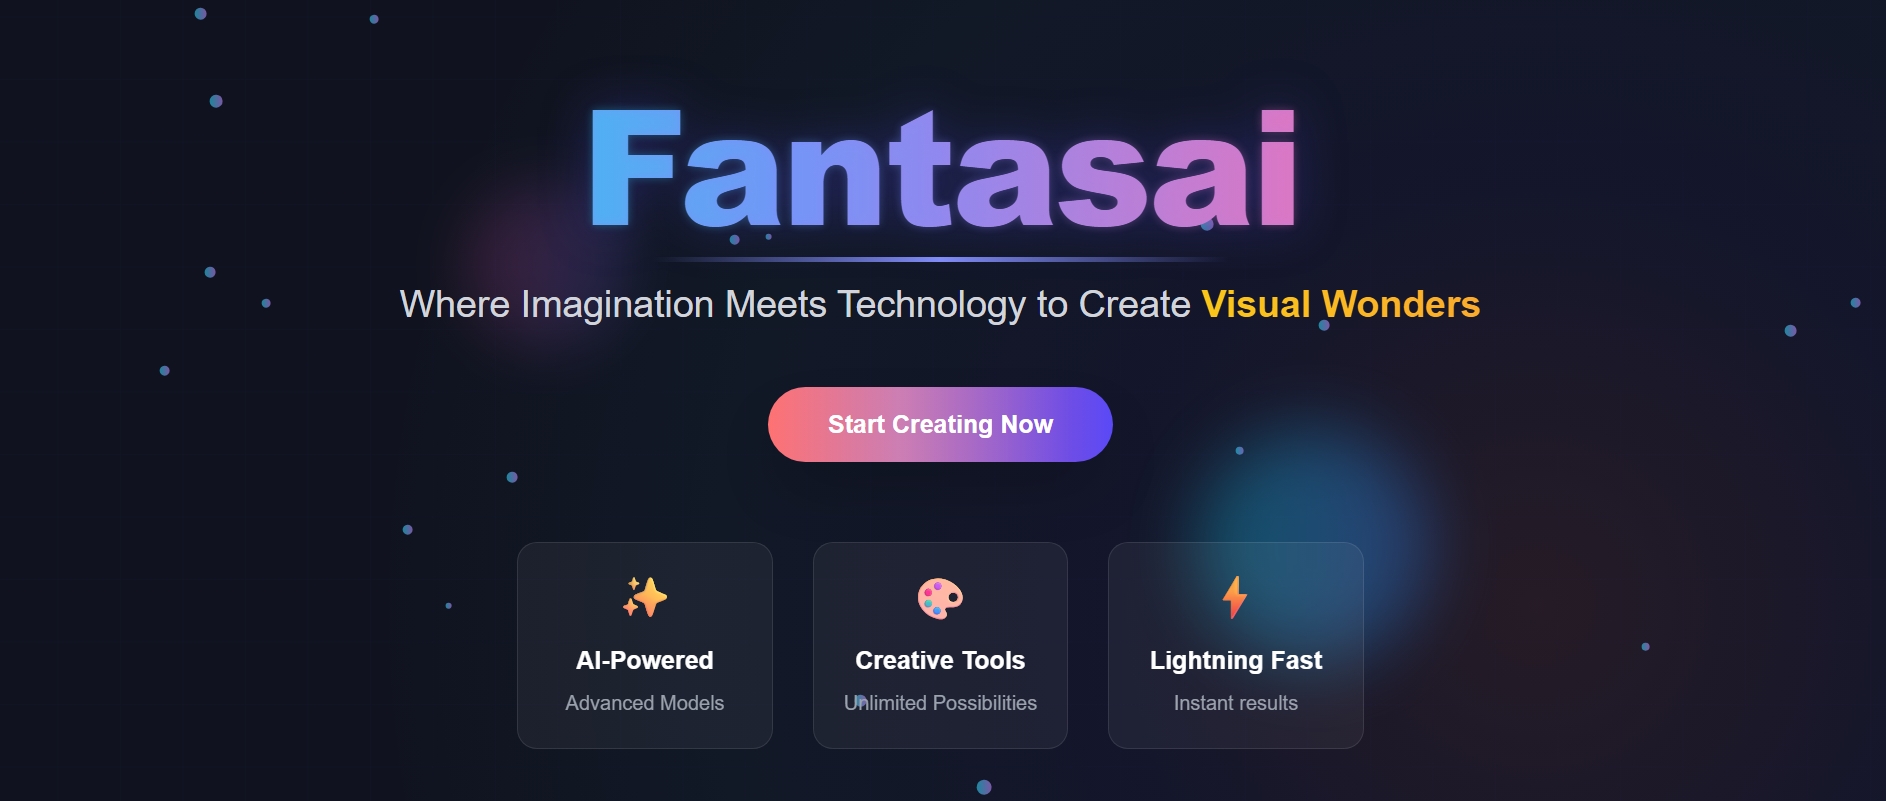 Fantasai
Where Imagination Meets Technology to Create Visual Wonders
Start Creating Now
AI-Powered
Advanced Models
Creative Tools
Unlimited Possibilities
Lightning Fast
Instant results